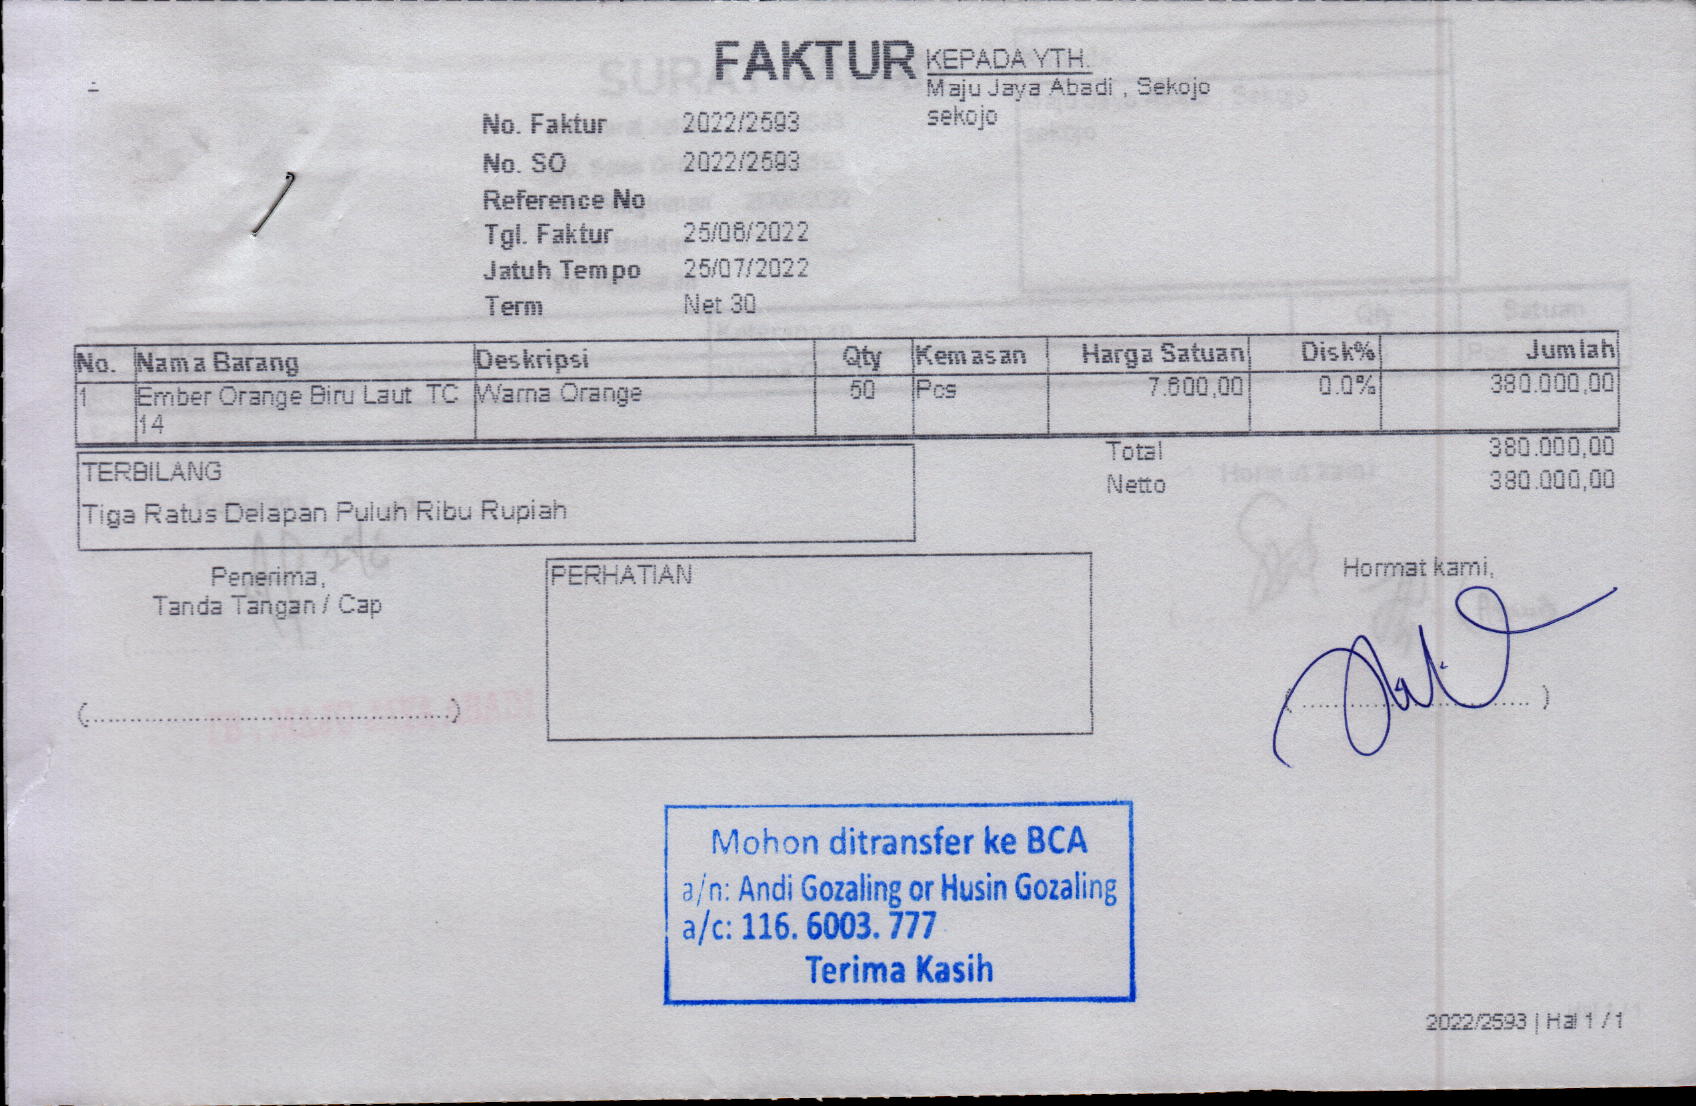 FAKTUR
KEPADA YTH.
Maju Jaya Abadi , Sekojo
sekojo
No. Faktur 2022/2593
No. SO 2022/2593
Reference No
Tgl. Faktur 25/06/2022
Jatuh Tempo 25/07/2022
Term Net 30
No. Nama Barang Deskripsi Qty Kemasan Harga Satuan Disk% Jumlah
1 Ember Orange Biru Laut TC Warna Orange 50 Pcs 7.600,00 0.0% 380.000,00
14
Total 380.000,00
Netto 380.000,00
TERBILANG
Tiga Ratus Delapan Puluh Ribu Rupiah
Penerima,
Tanda Tangan / Cap
PERHATIAN
Hormat kami,
Mohon ditransfer ke BCA
a/n: Andi Gozaling or Husin Gozaling
a/c: 116. 6003. 777
Terima Kasih
2022/2593 | Hal 1 / 1